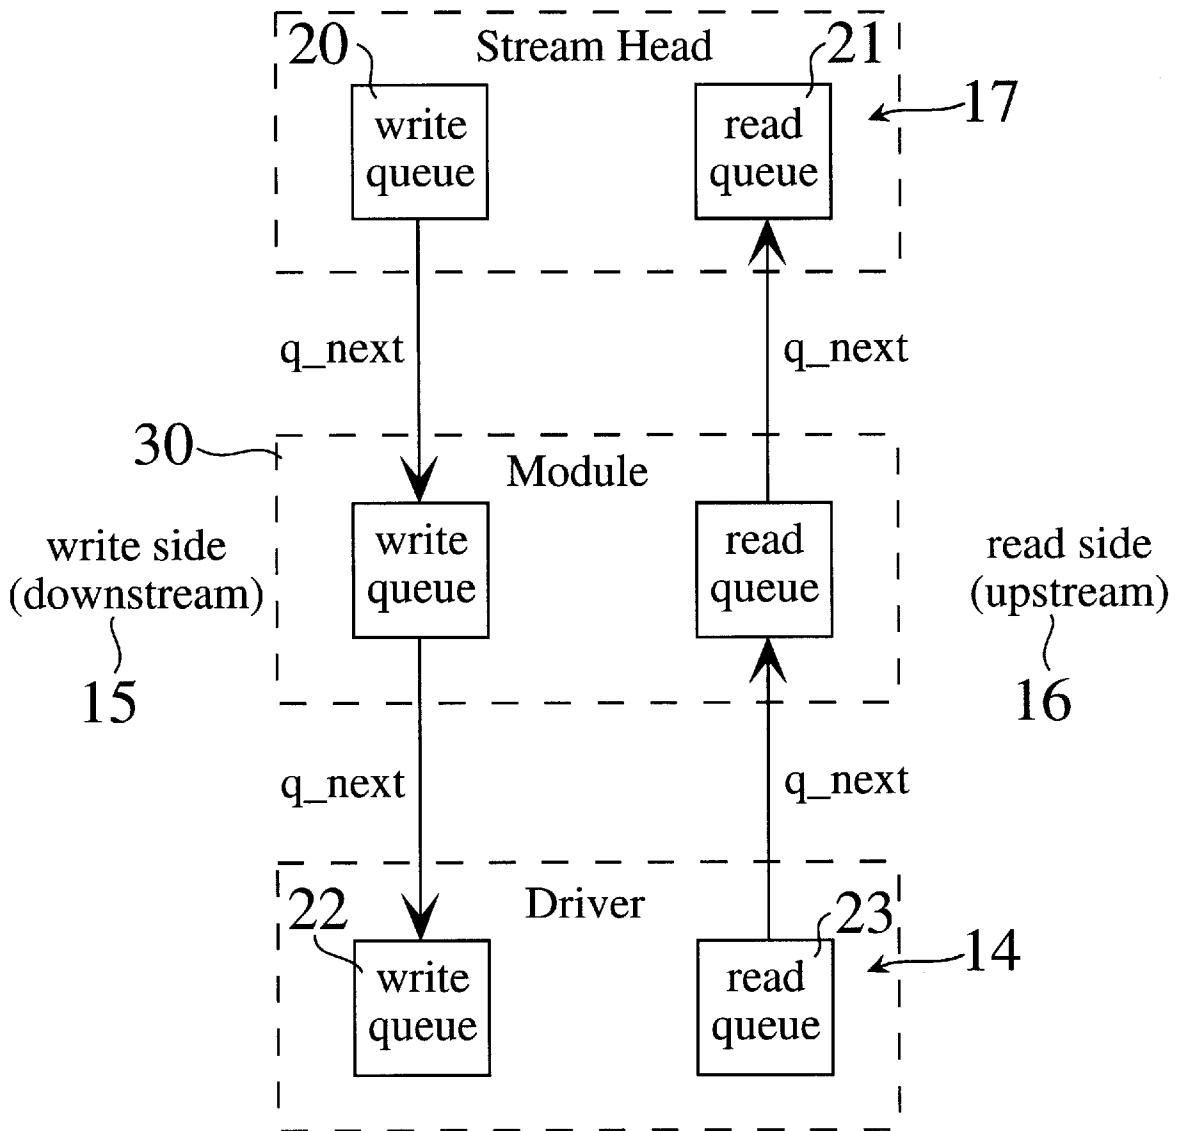 20 Stream Head 21
write
queue
read
queue
17
q_next q_next
30
Module
write side
(downstream)
15
write
queue
read
queue
read side
(upstream)
16
q_next q_next
22 Driver 23
write
queue
read
queue
14